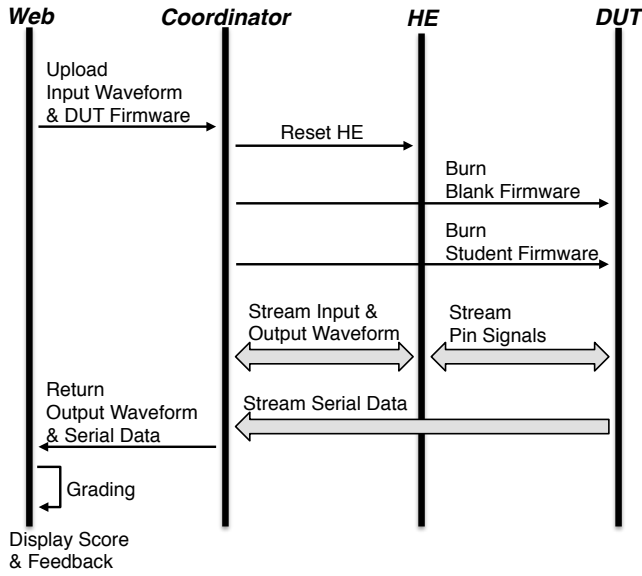 Web Coordinator HE DUT
Upload
Input Waveform
& DUT Firmware
Reset HE
Burn
Blank Firmware
Burn
Student Firmware
Stream Input &
Output Waveform
Stream
Pin Signals
Return
Output Waveform
& Serial Data
Stream Serial Data
Grading
Display Score
& Feedback